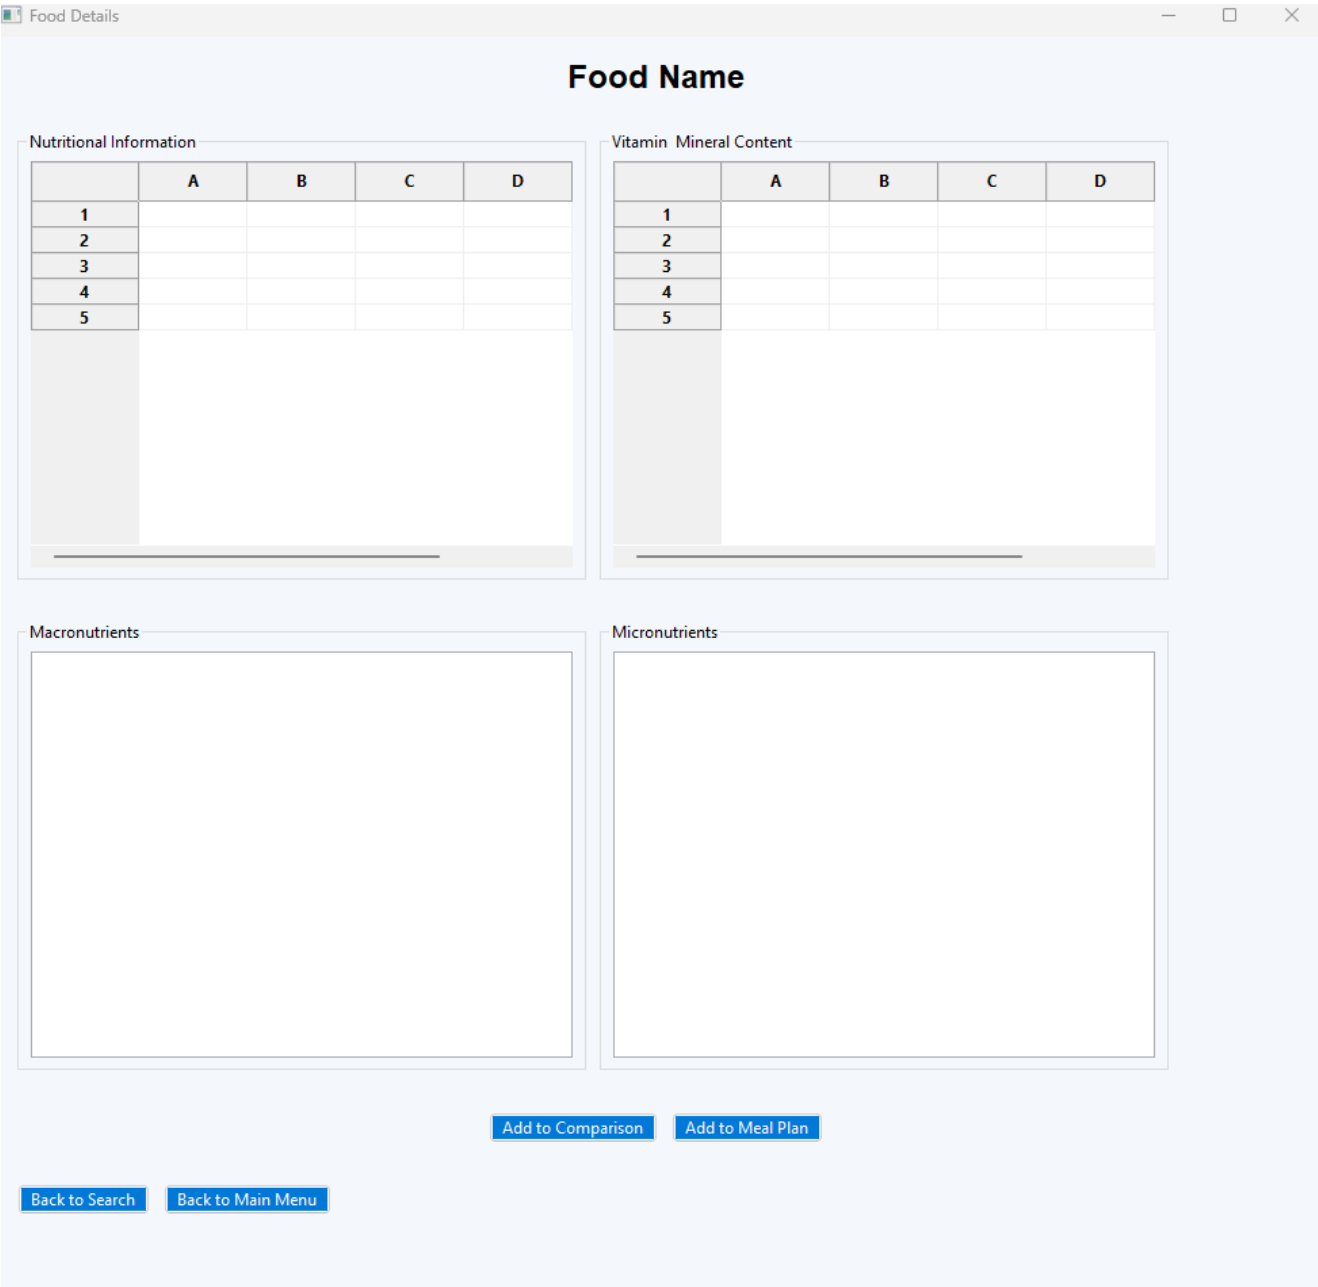 Food Details
Food Name
Nutritional Information
A B C D
1
2
3
4
5
Vitamin  Mineral Content
A B C D
1
2
3
4
5
Macronutrients
Micronutrients
Add to Comparison
Add to Meal Plan
Back to Search
Back to Main Menu